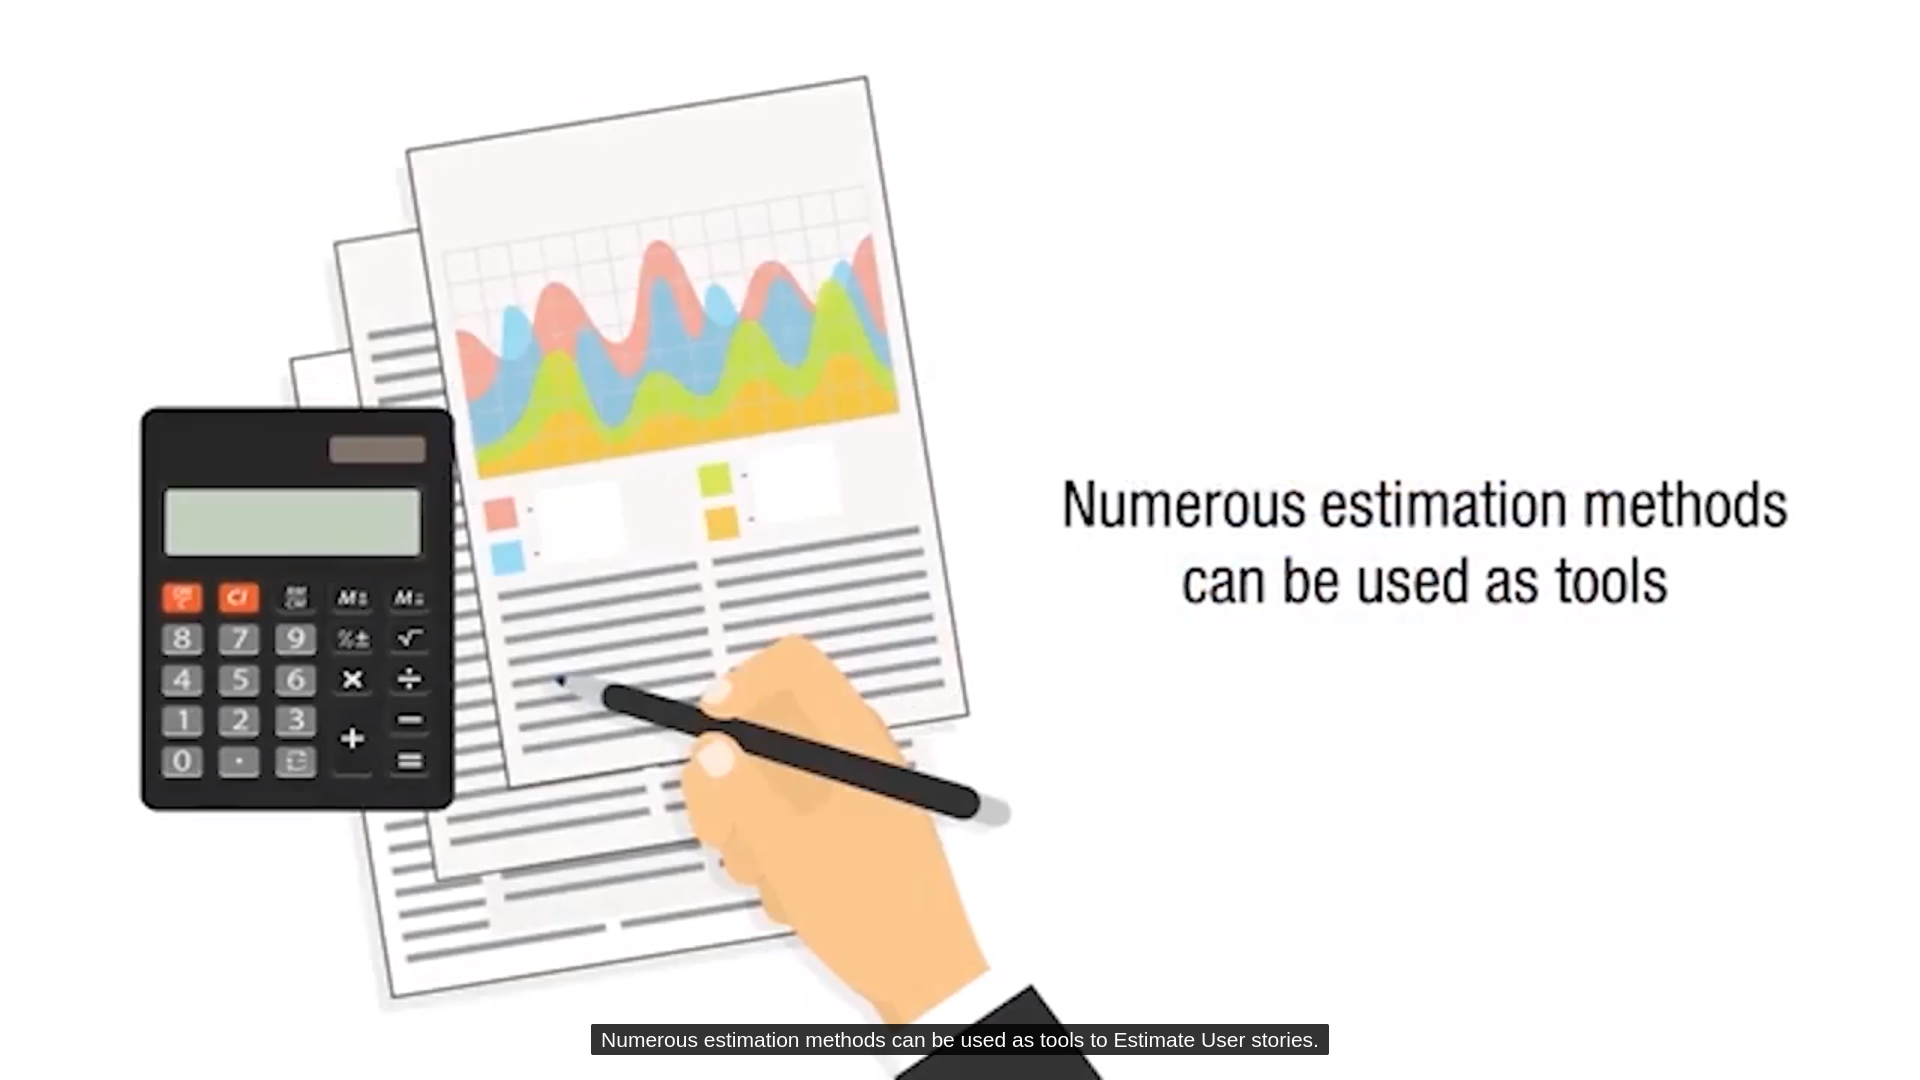 Numerous estimation methods
can be used as tools
M±
8 7 9 %± √
4 5 6 × ÷
1 2 3 + −
0 . =
Numerous estimation methods can be used as tools to Estimate User stories.